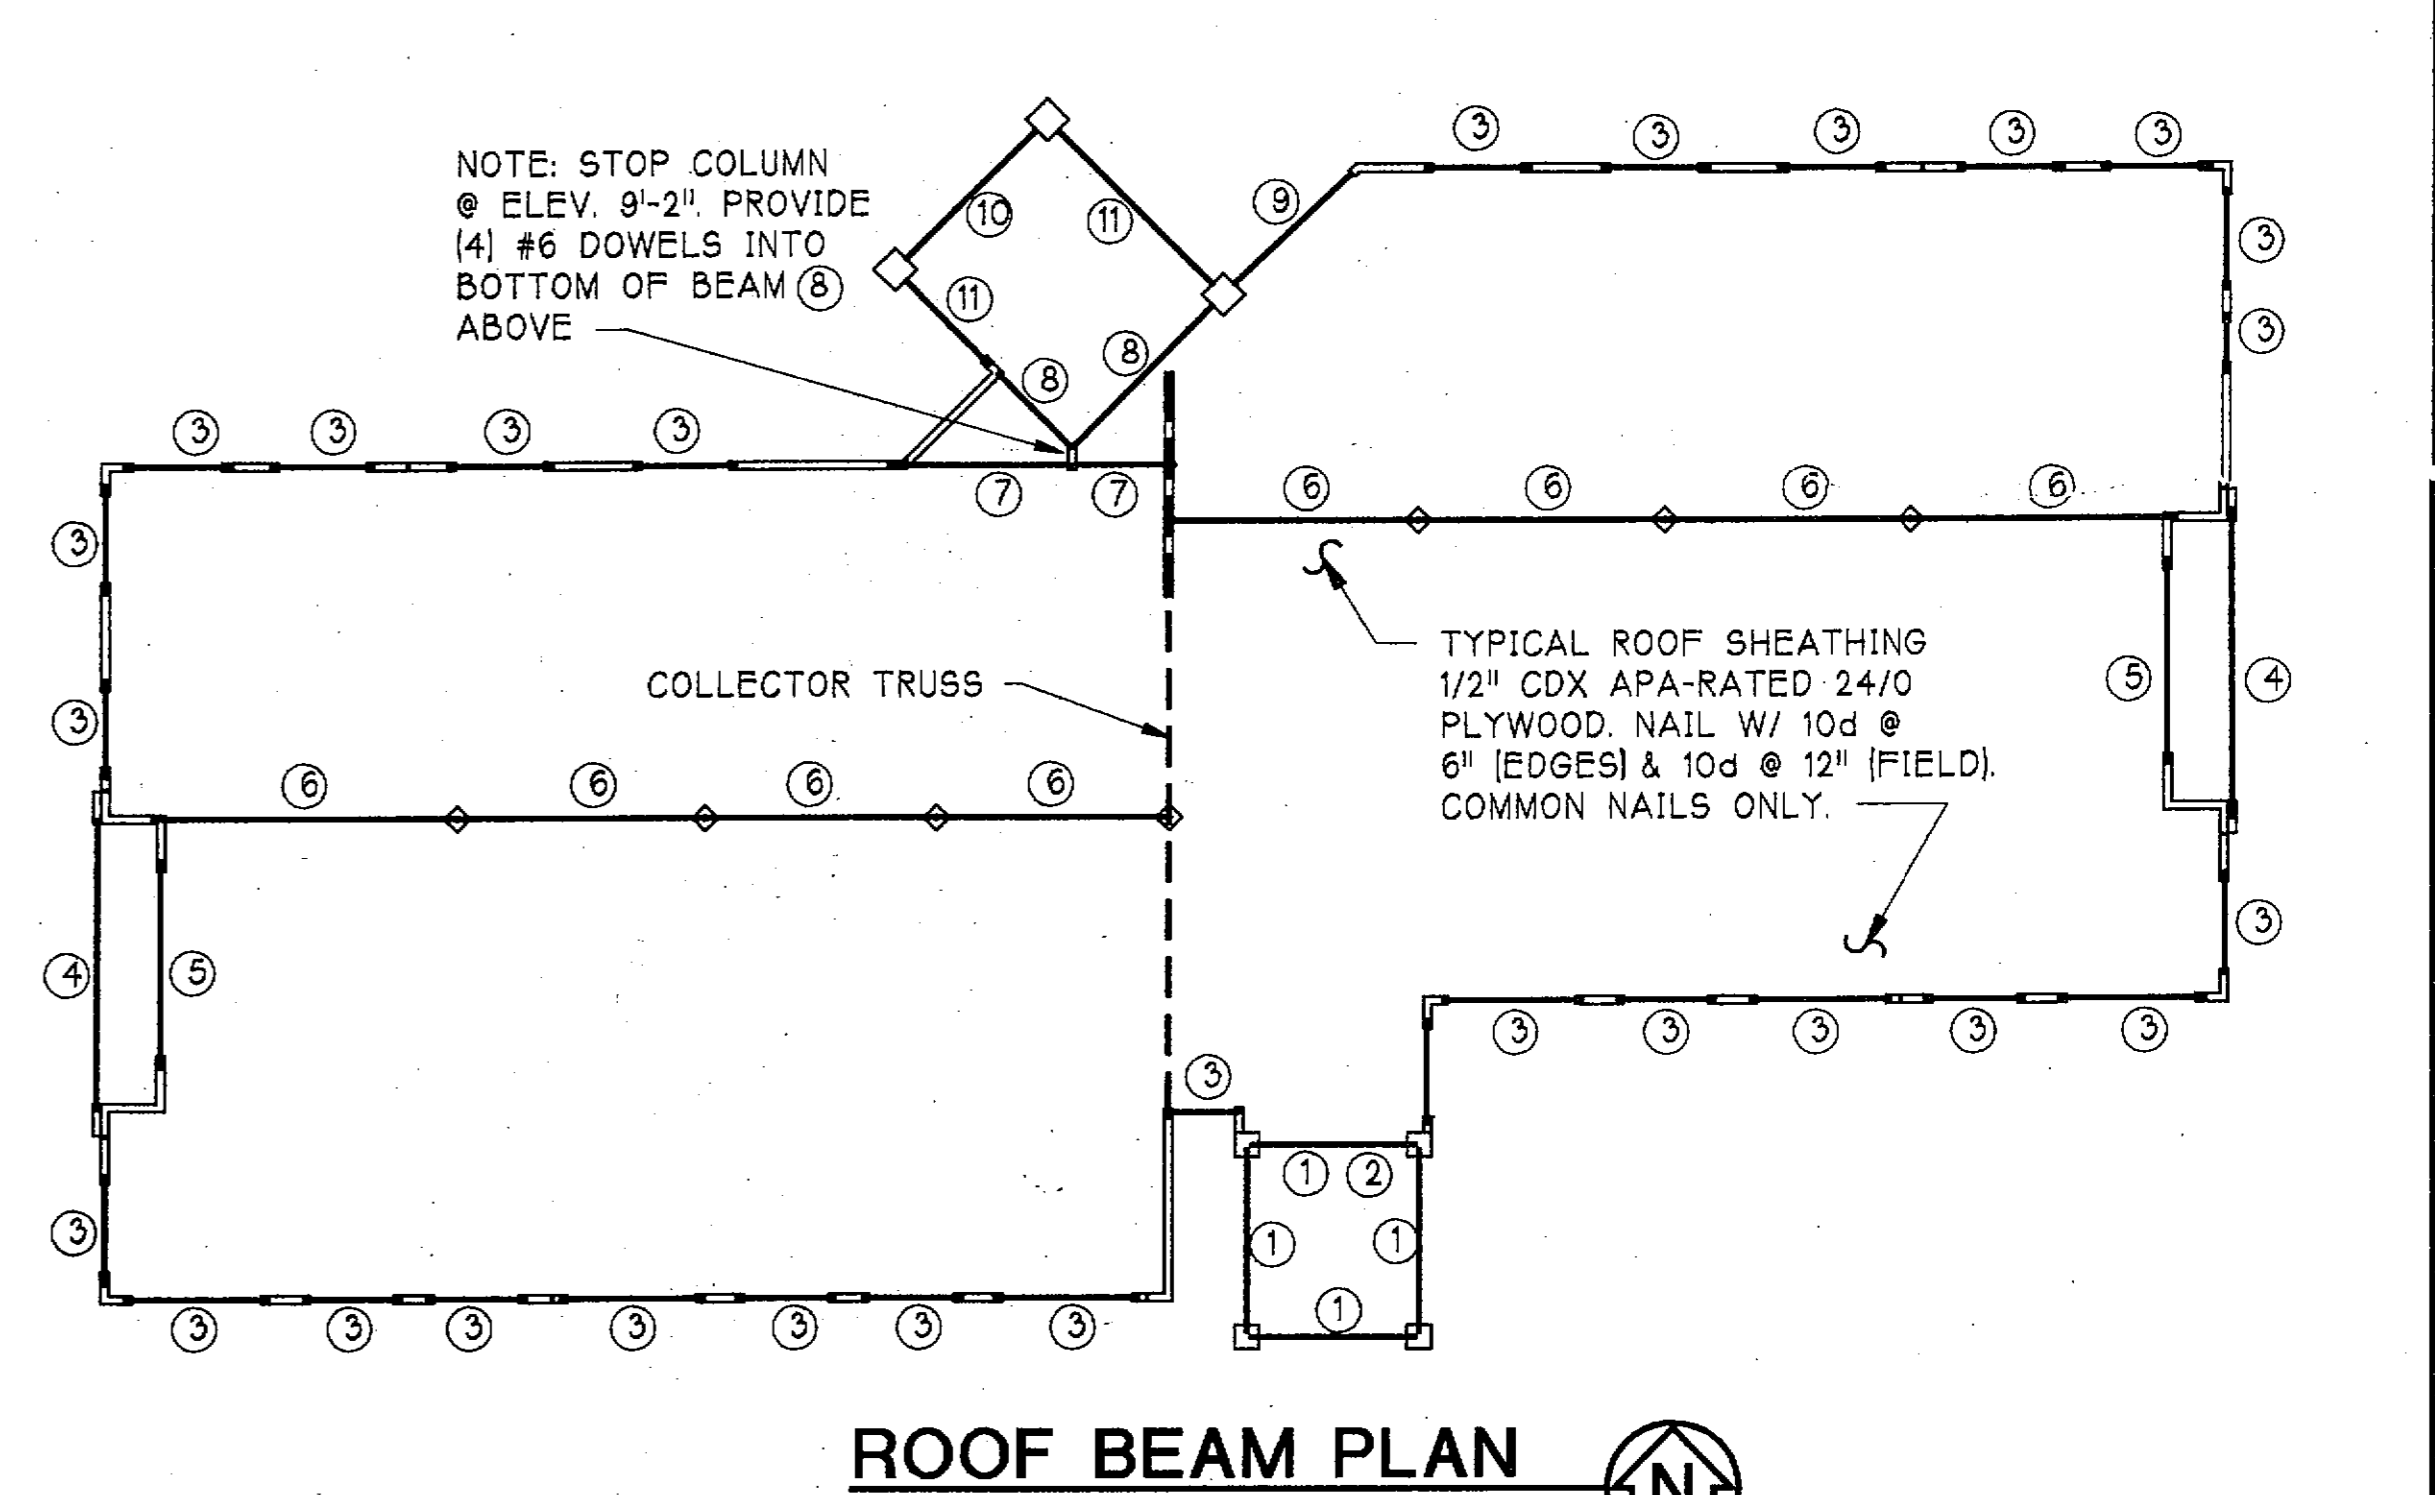 NOTE: STOP COLUMN
@ ELEV. 9'-2". PROVIDE
(4) #6 DOWELS INTO
BOTTOM OF BEAM 8
ABOVE
3 3 3 3 3
10 11 9
11 8 8
3
3
3 3 3 3
7 7
6 6 6 6
3
3
COLLECTOR TRUSS
TYPICAL ROOF SHEATHING
1/2" CDX APA-RATED 24/0
PLYWOOD. NAIL W/ 10d @
6" (EDGES) & 10d @ 12" (FIELD).
COMMON NAILS ONLY.
5 4
6 6 6 6
4 5
3
3 3 3 3 3
3
1 2
1 1
1
3
3 3 3 3 3 3 3
ROOF BEAM PLAN
N